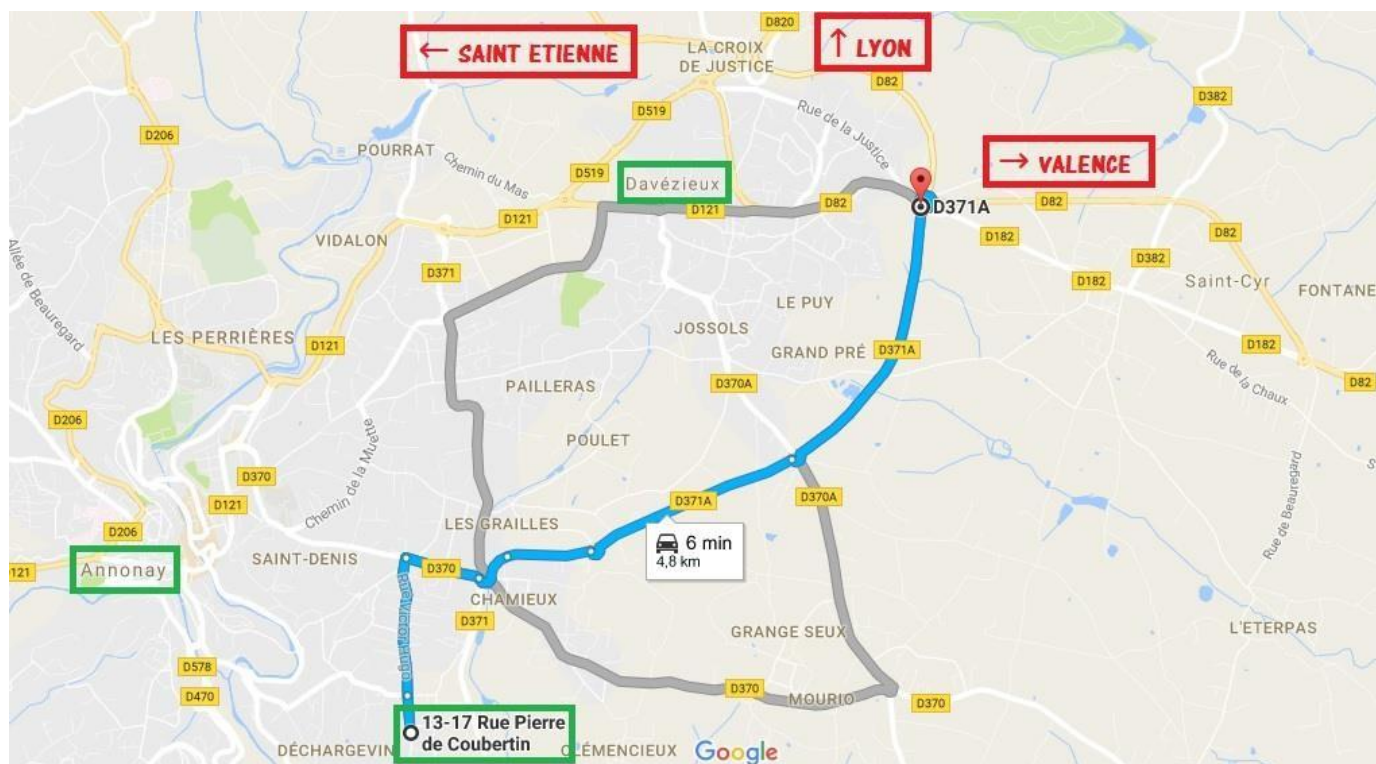 D820
← SAINT ETIENNE
↑ LYON
LA CROIX
DE JUSTICE
D82
D382
D206
D519
Rue de la Justice
POURRAT
Chemin du Mas
D519
Davézieux
→ VALENCE
D121
D121
D82
D371A
D82
VIDALON
D182
D82
Allée de Beauregard
D371
D382
D182
Saint-Cyr
FONTANE
LE PUY
LES PERRIÈRES
D121
JOSSOLS
GRAND PRÉ
D371A
D182
Rue de la Chaux
D82
PAILLERAS
D370A
D206
POULET
Chemin de la Muette
D370
D121
D371A
D370A
D206
LES GRAILLES
Rue de Beauregard
6 min
4,8 km
SAINT-DENIS
121
Annonay
D370
CHAMIEUX
Rue Victor Hugo
D371
GRANGE SEUX
L'ETERPAS
D578
D470
D370
MOURIO
D370
13-17 Rue Pierre
de Coubertin
DÉCHARGEVIN
CLÉMENCIEUX
Google